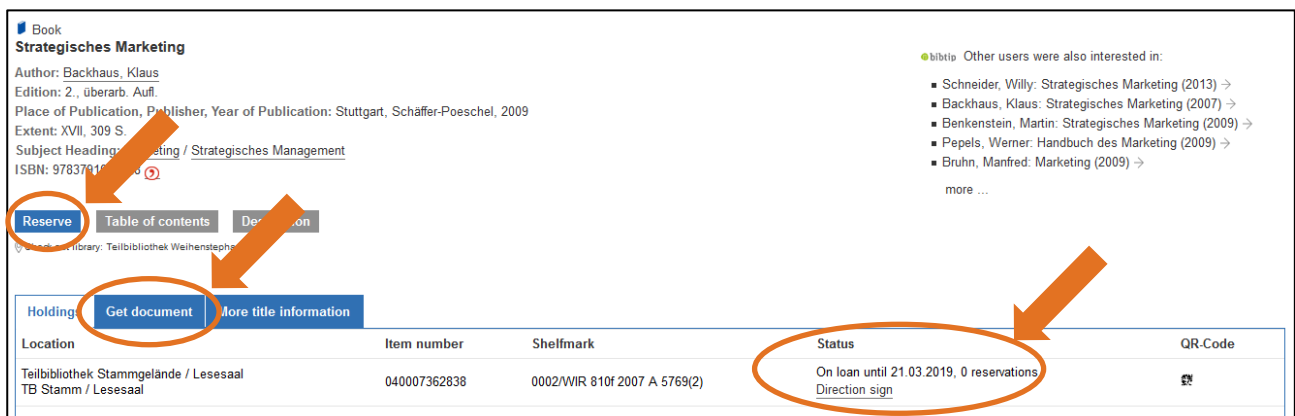 Book
Strategisches Marketing
Author: Backhaus, Klaus
Edition: 2., überarb. Aufl.
Place of Publication, Publisher, Year of Publication: Stuttgart, Schäffer-Poeschel, 2009
Extent: XVII, 309 S.
Subject Heading: / Strategisches Management
ISBN:
Reserve
Table of contents
library: Teilbibliothek
bibtip Other users were also interested in:
Schneider, Willy: Strategisches Marketing (2013) →
Backhaus, Klaus: Strategisches Marketing (2007) →
Benkenstein, Martin: Strategisches Marketing (2009) →
Pepels, Werner: Handbuch des Marketing (2009) →
Bruhn, Manfred: Marketing (2009) →
more ...
Holdings Get document More title information
Location Item number Shelfmark Status QR-Code
Teilbibliothek Stammgelände / Lesesaal 040007362838 0002/WIR 810f 2007 A 5769(2) On loan until 21.03.2019, 0 reservations
TB Stamm / Lesesaal Direction sign